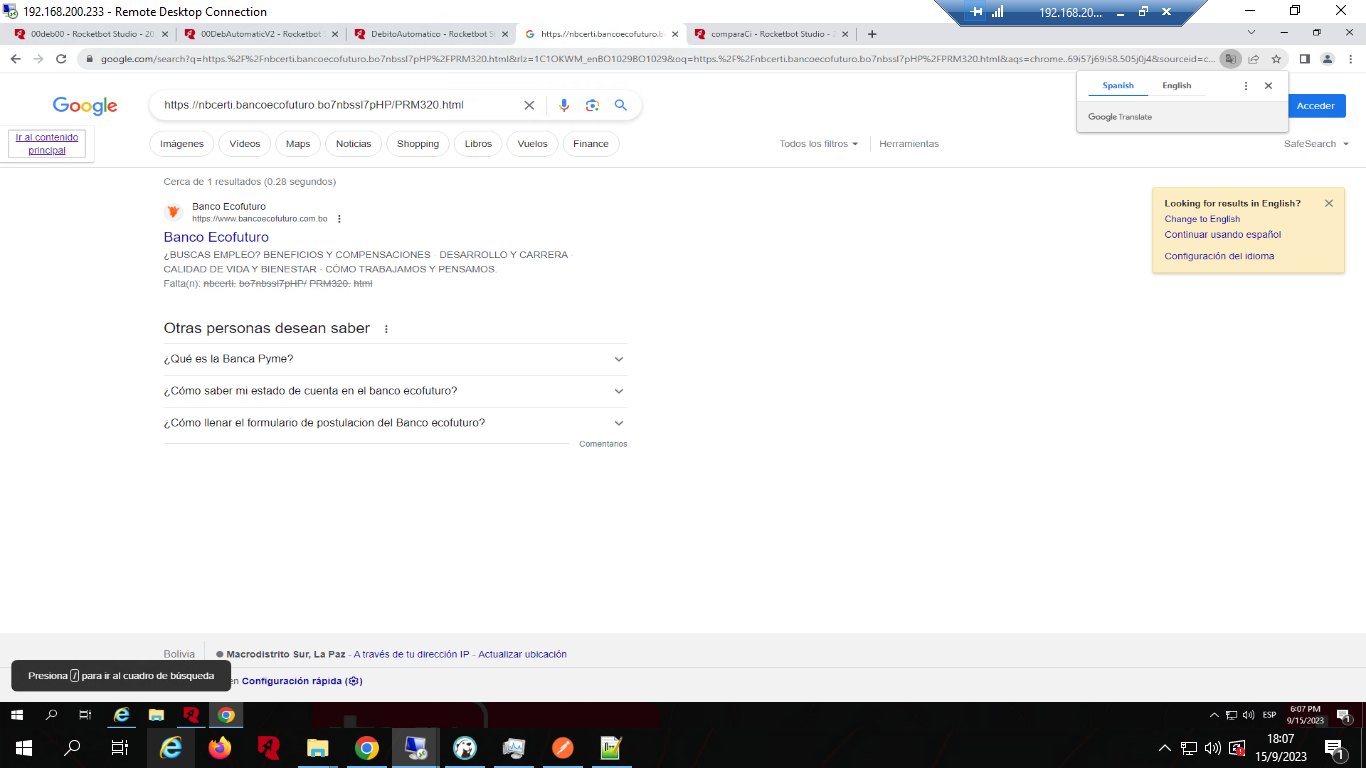 192.168.200.233 - Remote Desktop Connection
192.168.20...
00deb00 - Rocketbot Studio - 20
00DebAutomaticV2 - Rocketbot
DebitoAutomatico - Rocketbot S
https://nbcerti.bancoecofuturo.b
comparaCi - Rocketbot Studio -
google.com/search?q=https.%2F%2Fnbcerti.bancoecofuturo.bo7nbssl7pHP%2FPRM320.html&rlz=1C1OKWM_enBO1029BO1029&oq=https.%2F%2Fnbcerti.bancoecofuturo.bo7nbssl7pHP%2FPRM320.html&aqs=chrome..69i57j69i58.505j0j4&sourceid=c...
Spanish English
Google Translate
Google
https://nbcerti.bancoecofuturo.bo7nbssl7pHP/PRM320.html
Acceder
Ir al contenido
principal
Imágenes
Vídeos
Maps
Noticias
Shopping
Libros
Vuelos
Finance
Todos los filtros
Herramientas
SafeSearch
Cerca de 1 resultados (0.28 segundos)
Banco Ecofuturo
https://www.bancoecofuturo.com.bo
Banco Ecofuturo
¿BUSCAS EMPLEO? BENEFICIOS Y COMPENSACIONES · DESARROLLO Y CARRERA ·
CALIDAD DE VIDA Y BIENESTAR · CÓMO TRABAJAMOS Y PENSAMOS.
Falta(n): nbcerti. bo7nbssl7pHP/ PRM320. html
Looking for results in English?
Change to English
Continuar usando español
Configuración del idioma
Otras personas desean saber
¿Qué es la Banca Pyme?
¿Cómo saber mi estado de cuenta en el banco ecofuturo?
¿Cómo llenar el formulario de postulacion del Banco ecofuturo?
Comentarios
Bolivia
Macrodistrito Sur, La Paz - A través de tu dirección IP - Actualizar ubicación
Presiona / para ir al cuadro de búsqueda
en Configuración rápida
ESP
6:07 PM
9/15/2023
1
18:07
15/9/2023
1